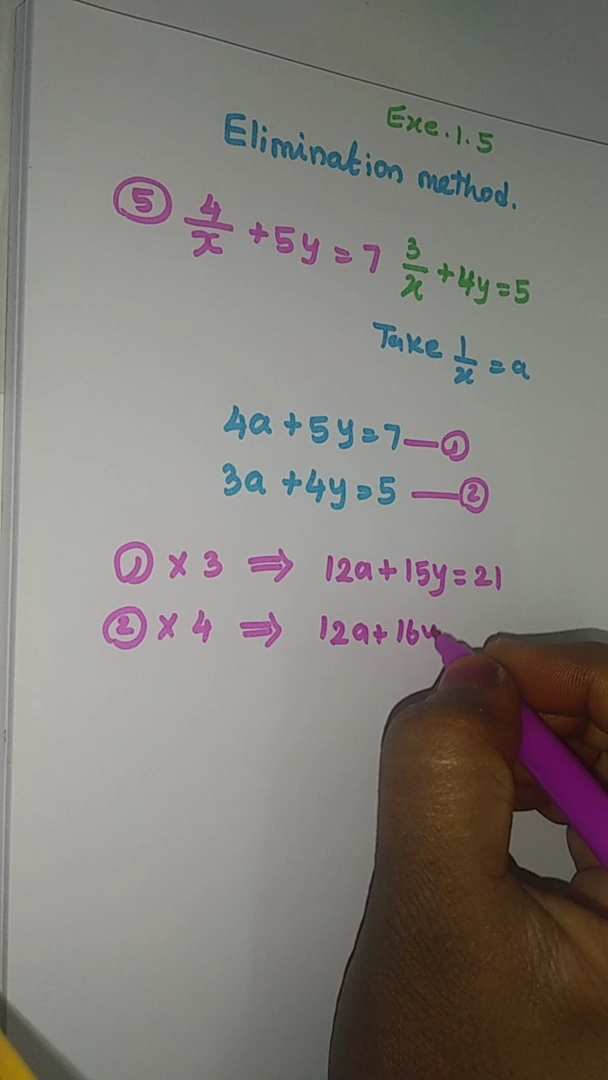 Exe.1.5
Elimination method.
⑤ 4/x + 5y = 7 3/x + 4y = 5
Take 1/x = a
4a + 5y = 7 — ①
3a + 4y = 5 — ②
① × 3 ⇒ 12a + 15y = 21
② × 4 ⇒ 12a + 16y